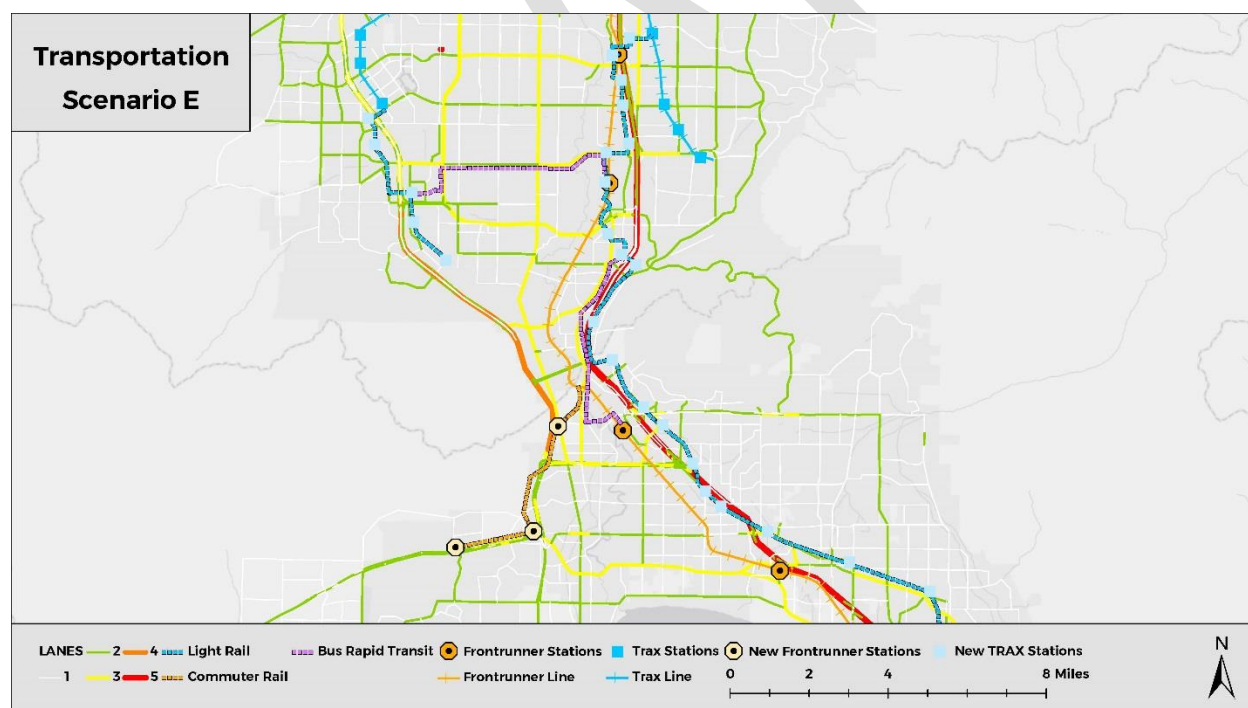 Transportation
Scenario E
LANES 2 4 Light Rail Bus Rapid Transit Frontrunner Stations Trax Stations New Frontrunner Stations New TRAX Stations
1 3 5 Commuter Rail Frontrunner Line Trax Line
0 2 4 8 Miles
N